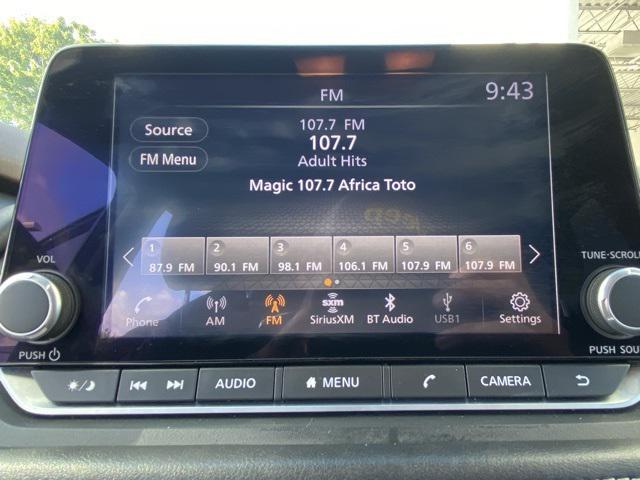 FM
9:43
Source
107.7 FM
107.7
FM Menu
Adult Hits
Magic 107.7 Africa Toto
1 2 3 4 5 6
87.9 FM 90.1 FM 98.1 FM 106.1 FM 107.9 FM 107.9 FM
VOL
TUNE·SCROLL
sxm
Phone AM FM SiriusXM BT Audio USB1 Settings
PUSH
PUSH SOU
AUDIO MENU CAMERA